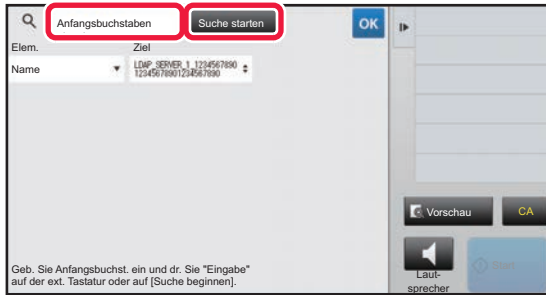 Anfangsbuchstaben Suche starten OK
Elem. Ziel
Name LDAP_SERVER_1_1234567890
12345678901234567890
Vorschau CA
Geb. Sie Anfangsbuchst. ein und dr. Sie "Eingabe"
auf der ext. Tastatur oder auf [Suche beginnen].
Laut-
sprecher
Start